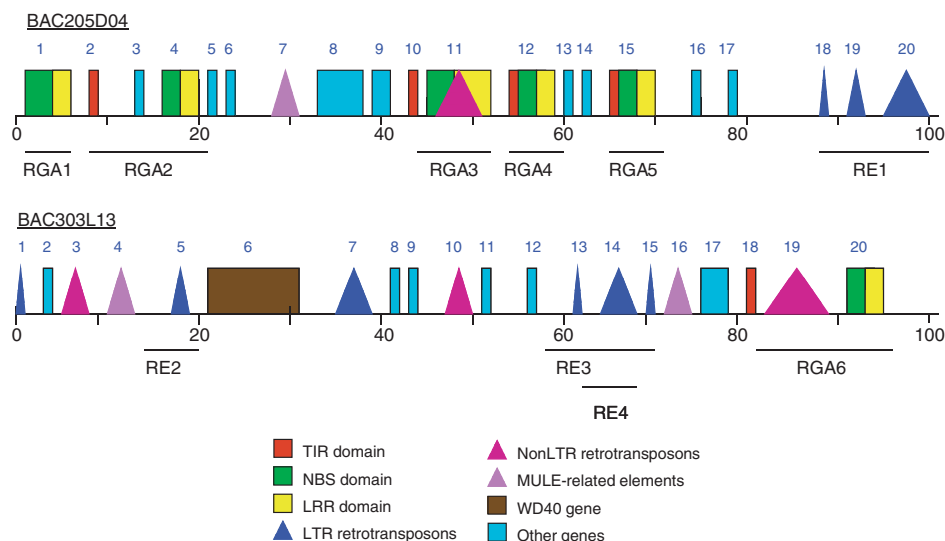 BAC205D04
1 2 3 4 5 6 7 8 9 10 11 12 13 14 15 16 17 18 19 20
0 20 40 60 80 100
RGA1 RGA2 RGA3 RGA4 RGA5 RE1
BAC303L13
1 2 3 4 5 6 7 8 9 10 11 12 13 14 15 16 17 18 19 20
0 20 40 60 80 100
RE2 RE3 RGA6
RE4
TIR domain
NBS domain
LRR domain
LTR retrotransposons
NonLTR retrotransposons
MULE-related elements
WD40 gene
Other genes